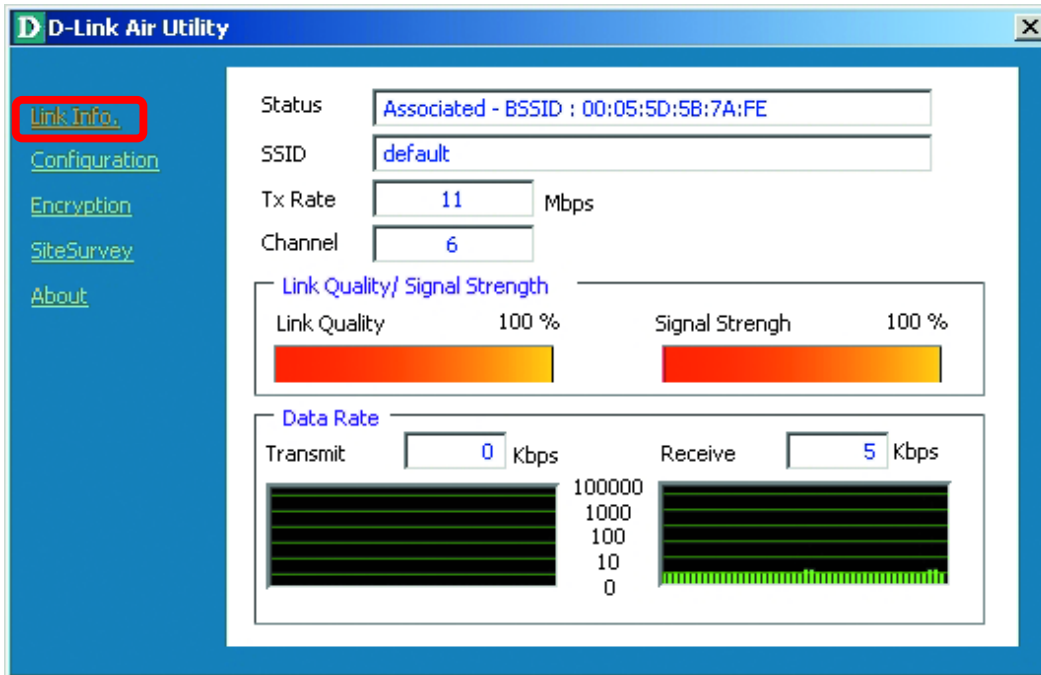 D D-Link Air Utility
Link Info.
Configuration
Encryption
SiteSurvey
About
Status Associated - BSSID : 00:05:5D:5B:7A:FE
SSID default
Tx Rate 11 Mbps
Channel 6
Link Quality/ Signal Strength
Link Quality 100 % Signal Strengh 100 %
Data Rate
Transmit 0 Kbps Receive 5 Kbps
100000
1000
100
10
0